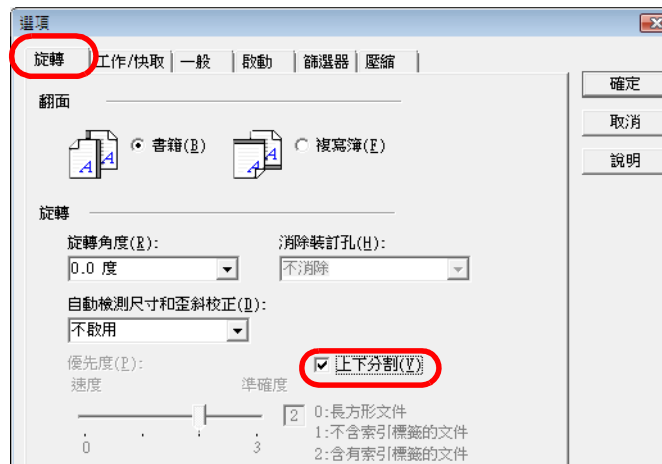 選項
旋轉 工作/快取 一般 啟動 篩選器 壓縮
確定
取消
說明
翻面
書籍(B) 複寫簿(F)
旋轉
旋轉角度(R): 消除裝訂孔(H):
0.0 度 不消除
自動檢測尺寸和歪斜校正(D):
不啟用
優先度(P): 上下分割(V)
速度 準確度
2 0:長方形文件
1:不含索引標籤的文件
0 3 2:含有索引標籤的文件